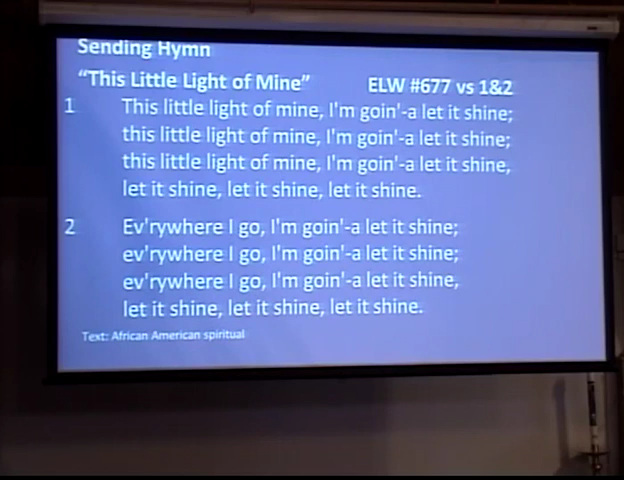 Sending Hymn
"This Little Light of Mine" ELW #677 vs 1&2
1 This little light of mine, I'm goin'-a let it shine;
this little light of mine, I'm goin'-a let it shine;
this little light of mine, I'm goin'-a let it shine,
let it shine, let it shine, let it shine.
2 Ev'rywhere I go, I'm goin'-a let it shine;
ev'rywhere I go, I'm goin'-a let it shine;
ev'rywhere I go, I'm goin'-a let it shine,
let it shine, let it shine, let it shine.
Text: African American spiritual